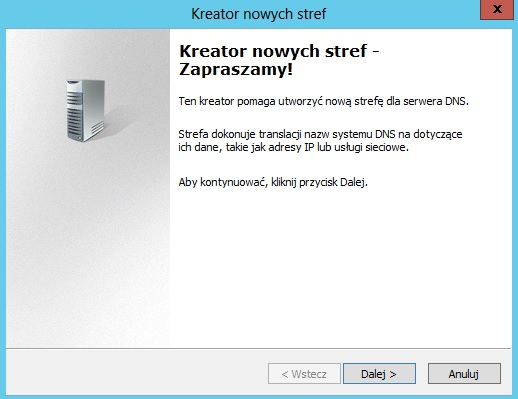 Kreator nowych stref
x
Kreator nowych stref -
Zapraszamy!
Ten kreator pomaga utworzyć nową strefę dla serwera DNS.
Strefa dokonuje translacji nazw systemu DNS na dotyczące
ich dane, takie jak adresy IP lub usługi sieciowe.
Aby kontynuować, kliknij przycisk Dalej.
< Wstecz
Dalej >
Anuluj